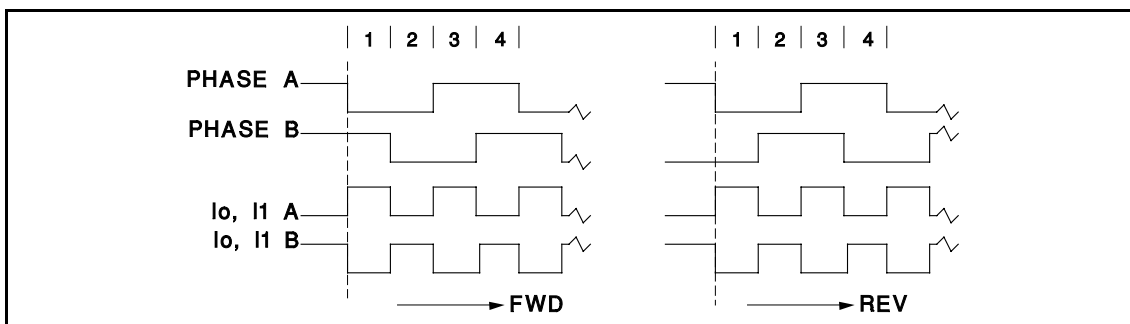 1 2 3 4 1 2 3 4
PHASE A
PHASE B
Io, I1 A
Io, I1 B
FWD REV